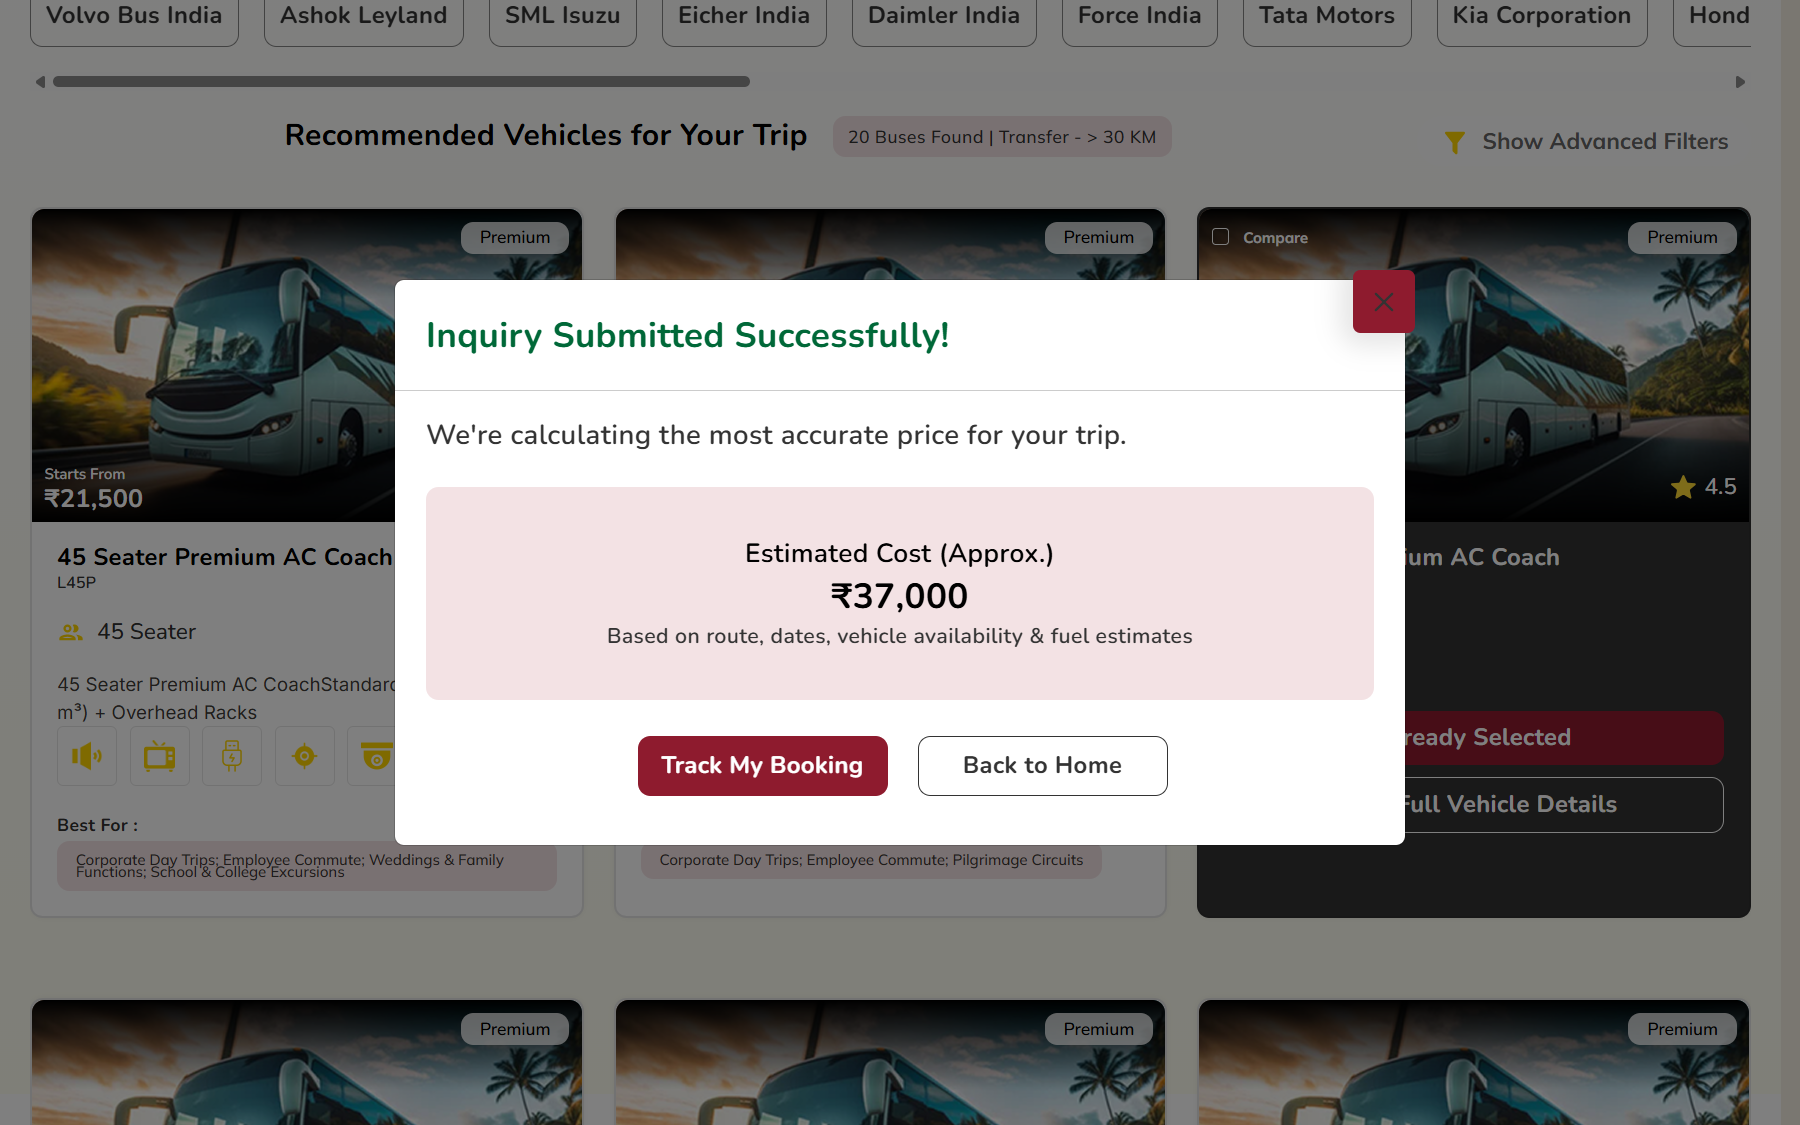 Volvo Bus India
Ashok Leyland
SML Isuzu
Eicher India
Daimler India
Force India
Tata Motors
Kia Corporation
Hond
Recommended Vehicles for Your Trip
20 Buses Found | Transfer - > 30 KM
Show Advanced Filters
Premium
Premium
Compare
Premium
Inquiry Submitted Successfully!
We're calculating the most accurate price for your trip.
Estimated Cost (Approx.)
₹37,000
Based on route, dates, vehicle availability & fuel estimates
Track My Booking
Back to Home
Starts From
₹21,500
4.5
45 Seater Premium AC Coach
L45P
45 Seater
45 Seater Premium AC CoachStandard
m³) + Overhead Racks
Best For :
Corporate Day Trips; Employee Commute; Weddings & Family
Functions; School & College Excursions
Corporate Day Trips; Employee Commute; Pilgrimage Circuits
ium AC Coach
ready Selected
Full Vehicle Details
Premium
Premium
Premium